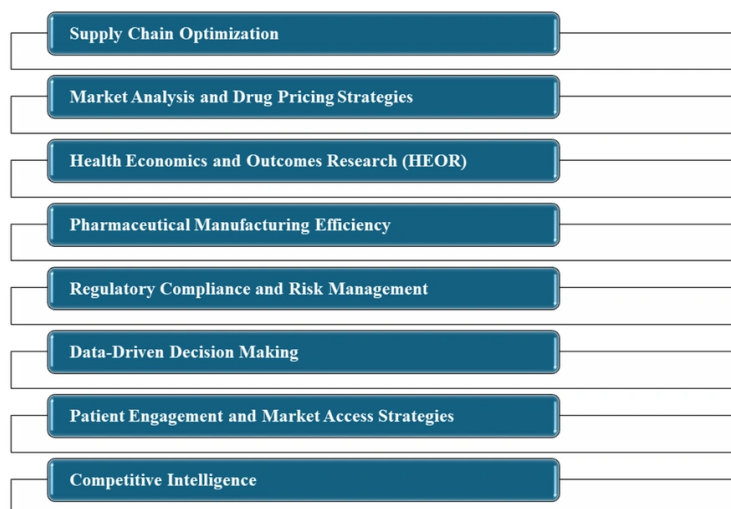 Supply Chain Optimization
Market Analysis and Drug Pricing Strategies
Health Economics and Outcomes Research (HEOR)
Pharmaceutical Manufacturing Efficiency
Regulatory Compliance and Risk Management
Data-Driven Decision Making
Patient Engagement and Market Access Strategies
Competitive Intelligence